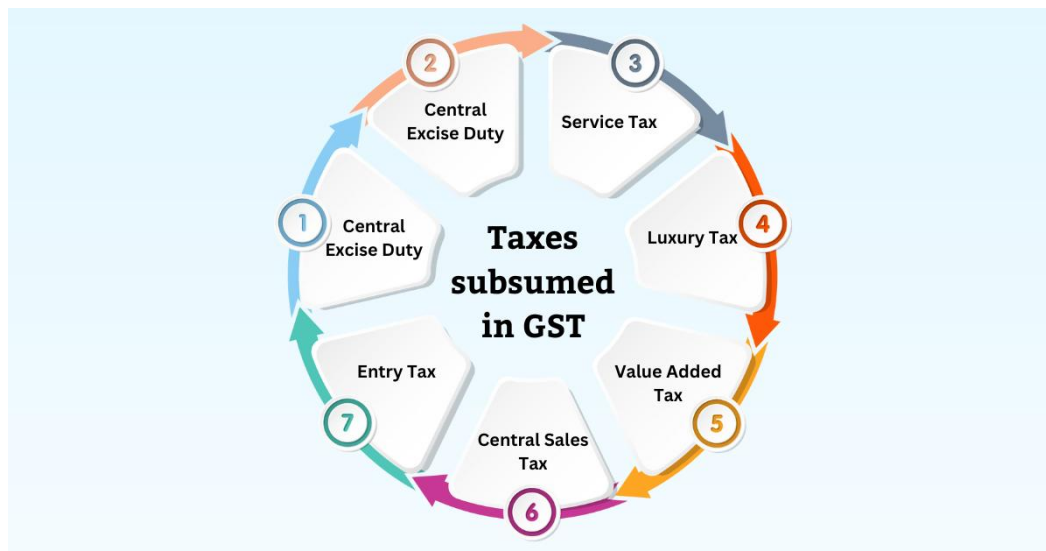 Taxes
subsumed
in GST
1
Central
Excise Duty
2
Central
Excise Duty
3
Service Tax
4
Luxury Tax
5
Value Added
Tax
6
Central Sales
Tax
7
Entry Tax